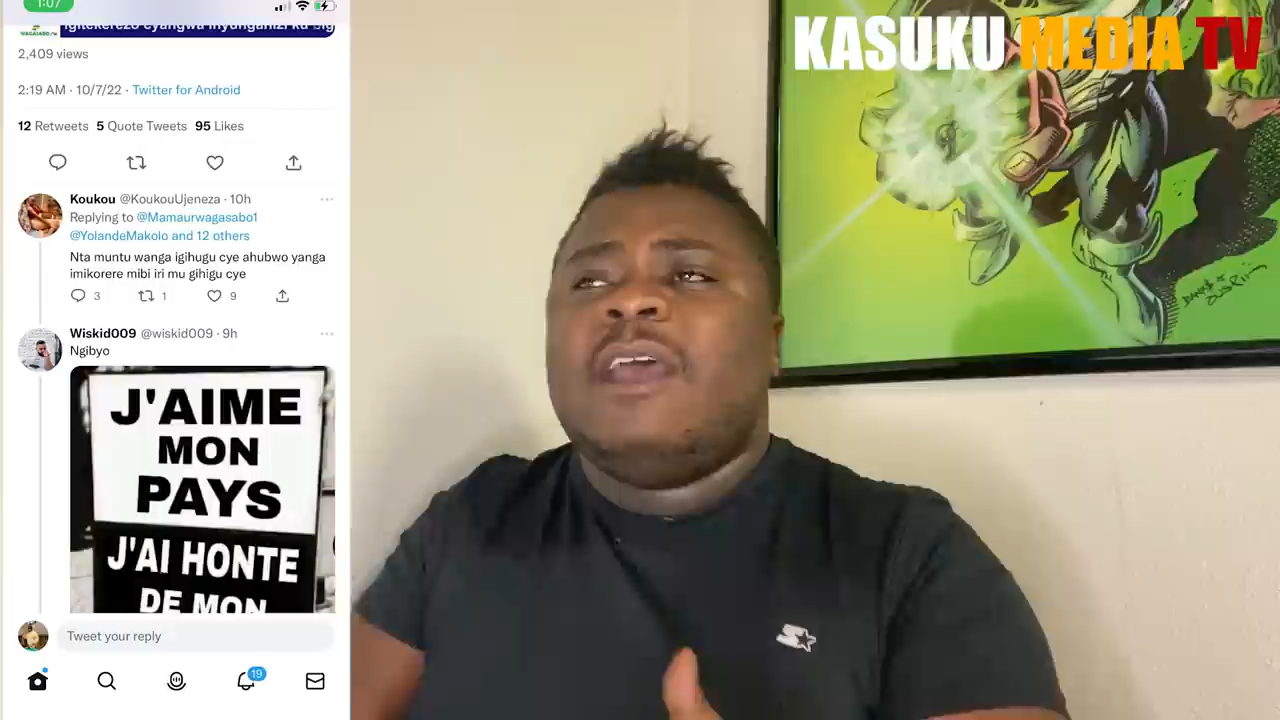 1:07
KASUKU MEDIA TV
2,409 views
2:19 AM · 10/7/22 · Twitter for Android
12 Retweets 5 Quote Tweets 95 Likes
Koukou @KoukouUjeneza · 10h
Replying to @Mamaurwagasabo1
@YolandeMakolo and 12 others
Nta muntu wanga igihugu cye ahubwo yanga
imikorere mibi iri mu gihigu cye
3 1 9
Wiskid009 @wiskid009 · 9h
Ngibyo
J'AIME
MON
PAYS
J'AI HONTE
DE MON
Tweet your reply
19